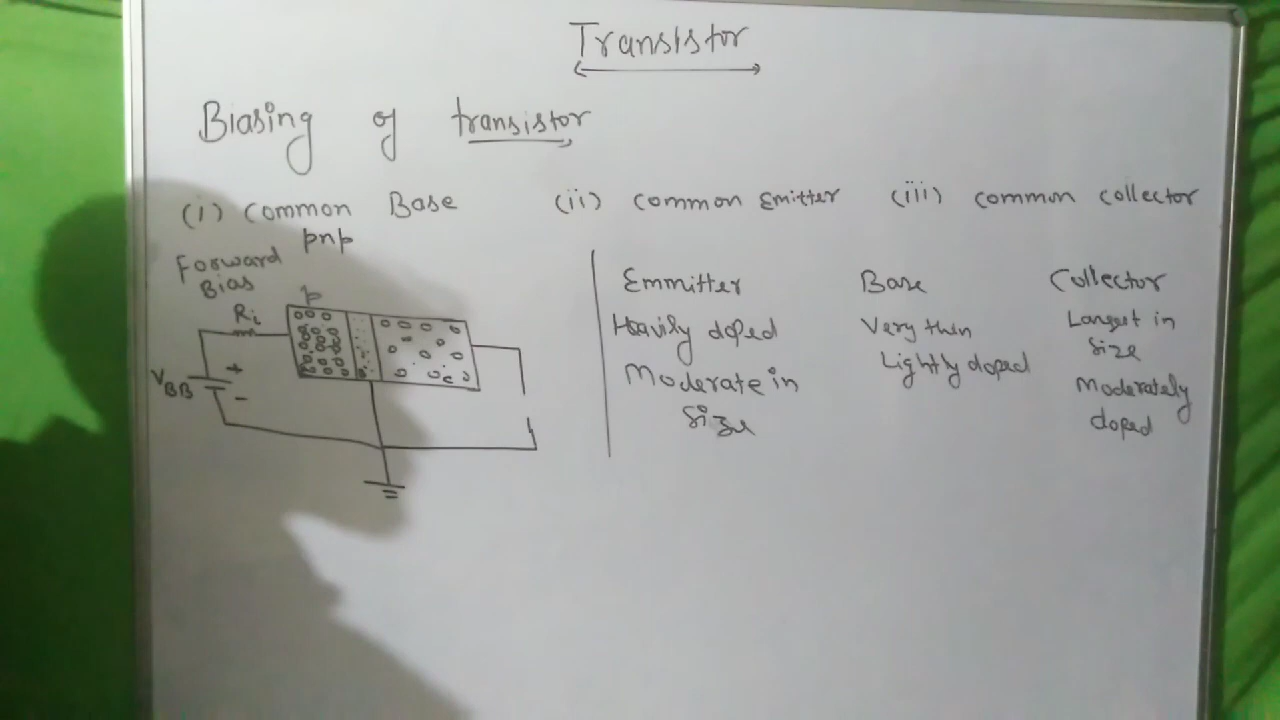 Transistor
Biasing of transistor
(i) Common Base (ii) Common Emitter (iii) Common collector
pnp
Forward
Bias
p
Ri
+
VBB
-
Emmitter Base Collector
Heavily doped Very then Largest in
size
Moderate in Lightly doped Moderately
size doped